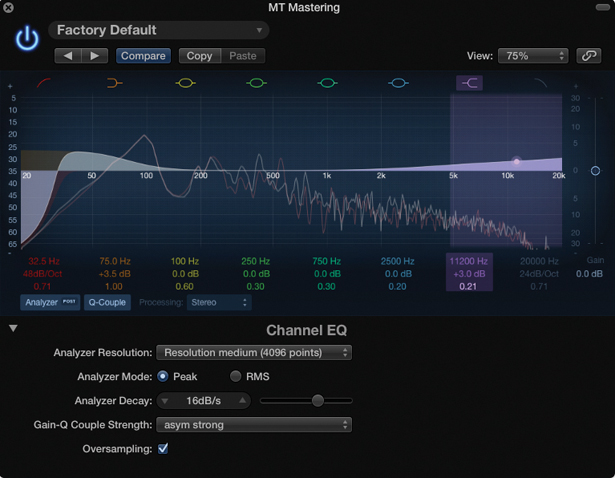 MT Mastering
Factory Default
Compare Copy Paste View: 75%
+ +
5 30
10 25
15 20
20 15
25 10
30 5
20 50 100 200 500 1k 2k 5k 10k 20k
35 0
40
45 5
50 10
55 15
60 20
65 30
- -
32.5 Hz 75.0 Hz 100 Hz 250 Hz 750 Hz 2500 Hz 11200 Hz 20000 Hz Gain
48dB/Oct +3.5 dB 0.0 dB 0.0 dB 0.0 dB 0.0 dB +3.0 dB 24dB/Oct 0.0 dB
0.71 1.00 0.60 0.30 0.30 0.20 0.21 0.71
Analyzer POST Q-Couple Processing: Stereo
Channel EQ
Analyzer Resolution: Resolution medium (4096 points)
Analyzer Mode: Peak RMS
Analyzer Decay: 16dB/s
Gain-Q Couple Strength: asym strong
Oversampling: